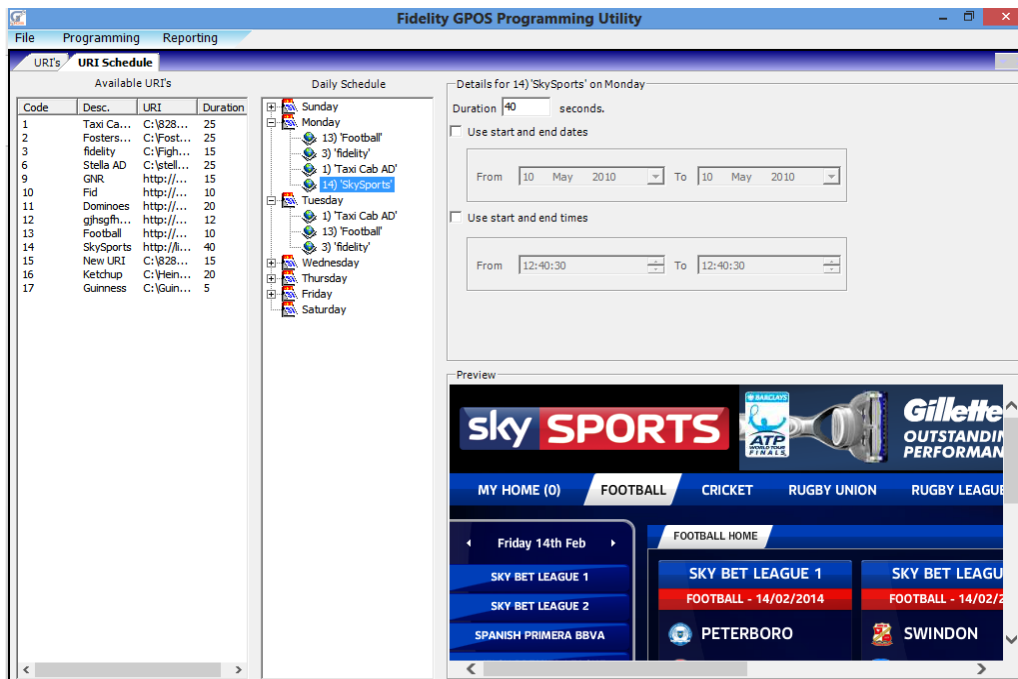 Fidelity GPOS Programming Utility
File Programming Reporting
URI's URI Schedule
Available URI's
Code Desc. URI Duration
1 Taxi Ca... C:\828... 25
2 Fosters... C:\Fost... 25
3 fidelity C:\Figh... 15
6 Stella AD C:\stell... 25
9 GNR http://... 15
10 Fid http://... 10
11 Dominoes http://... 20
12 gjhsgfh... http://... 12
13 Football http://... 10
14 SkySports http://li... 40
15 New URI C:\828... 15
16 Ketchup C:\Hein... 20
17 Guinness C:\Guin... 5
Daily Schedule
Sunday
Monday
13) 'Football'
3) 'fidelity'
1) 'Taxi Cab AD'
14) 'SkySports'
Tuesday
1) 'Taxi Cab AD'
13) 'Football'
3) 'fidelity'
Wednesday
Thursday
Friday
Saturday
Details for 14) 'SkySports' on Monday
Duration 40 seconds.
Use start and end dates
From 10 May 2010 To 10 May 2010
Use start and end times
From 12:40:30 To 12:40:30
Preview
sky SPORTS
BARCLAYS
ATP
WORLD TOUR
FINALS
Gillette
OUTSTANDIN
PERFORMAN
MY HOME (0) FOOTBALL CRICKET RUGBY UNION RUGBY LEAGUE
Friday 14th Feb
SKY BET LEAGUE 1
SKY BET LEAGUE 2
SPANISH PRIMERA BBVA
FOOTBALL HOME
SKY BET LEAGUE 1 SKY BET LEAGU
FOOTBALL - 14/02/2014 FOOTBALL - 14/02/2
PETERBORO SWINDON